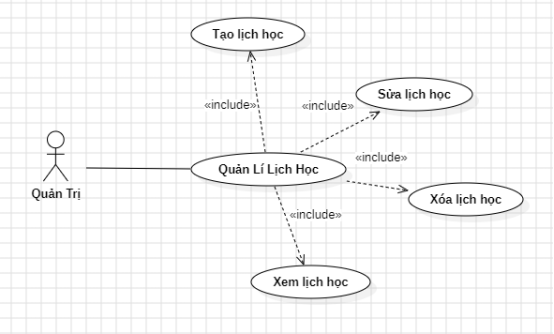 Tạo lịch học
Sửa lịch học
«include»
«include»
«include»
Quản Lí Lịch Học
Quản Trị
Xóa lịch học
«include»
Xem lịch học